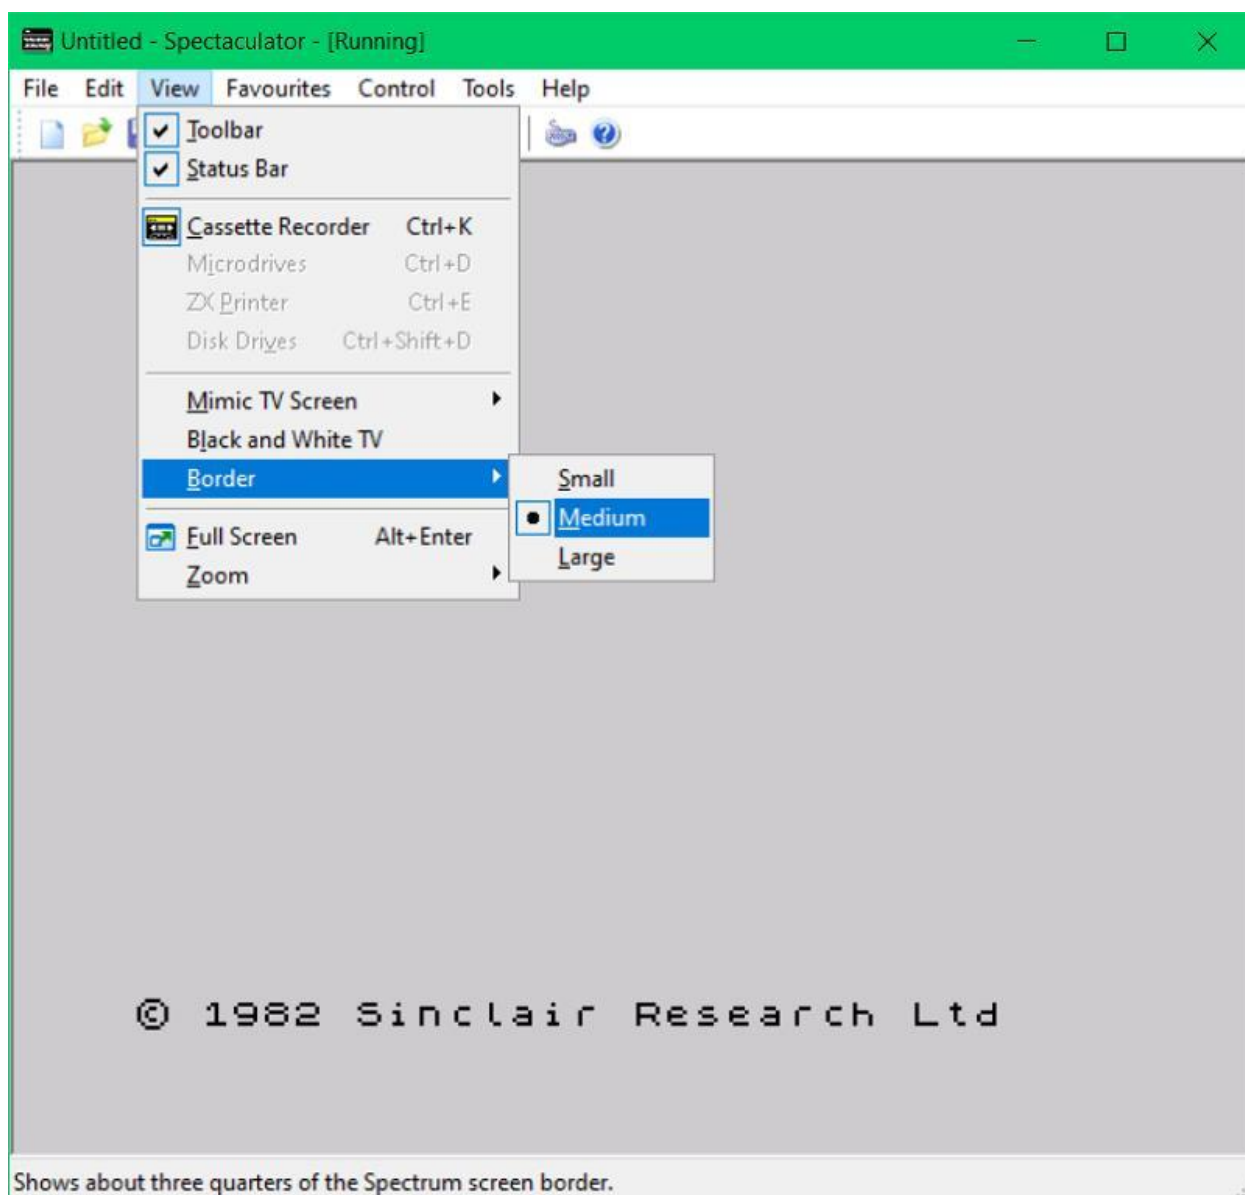 Untitled - Spectaculator - [Running]
File Edit View Favourites Control Tools Help
Toolbar
Status Bar
Cassette Recorder Ctrl+K
Microdrives Ctrl+D
ZX Printer Ctrl+E
Disk Drives Ctrl+Shift+D
Mimic TV Screen
Black and White TV
Border
Small
Medium
Large
Full Screen Alt+Enter
Zoom
© 1982 Sinclair Research Ltd
Shows about three quarters of the Spectrum screen border.